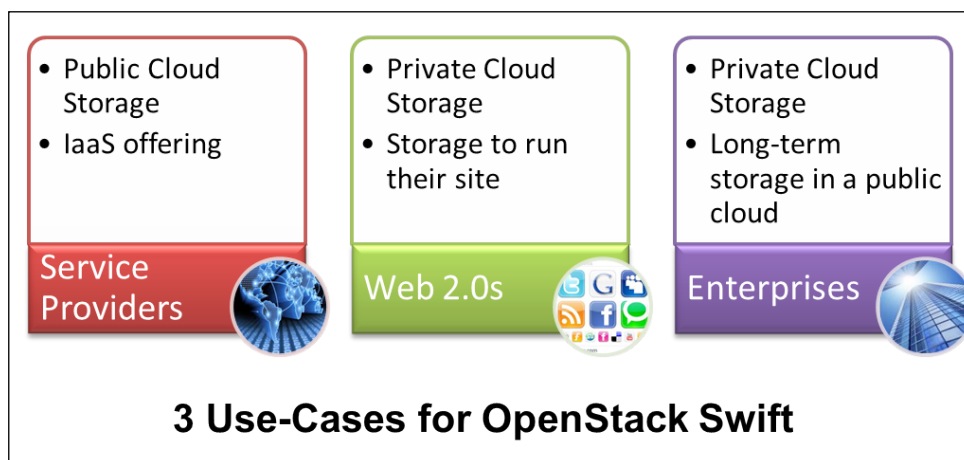 • Public Cloud
Storage
• IaaS offering
Service
Providers
• Private Cloud
Storage
• Storage to run
their site
Web 2.0s
• Private Cloud
Storage
• Long-term
storage in a public
cloud
Enterprises
3 Use-Cases for OpenStack Swift